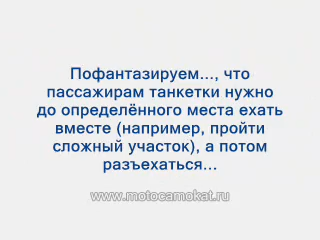 Пофантазируем..., что
пассажирам танкетки нужно
до определённого места ехать
вместе (например, пройти
сложный участок), а потом
разъехаться...
www.motocamokat.ru